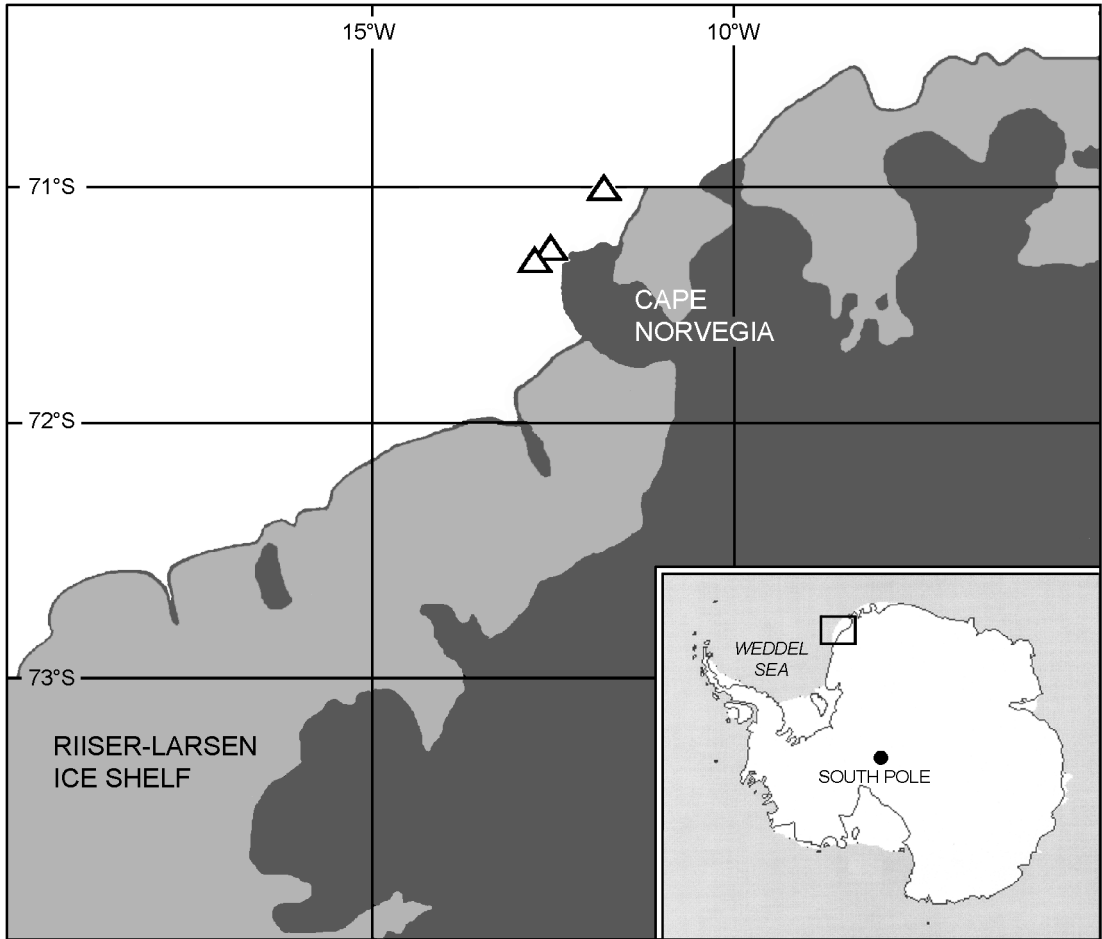 15°W
10°W
71°S
CAPE
NORVEGIA
72°S
73°S
RIISER-LARSEN
ICE SHELF
WEDDEL
SEA
SOUTH POLE